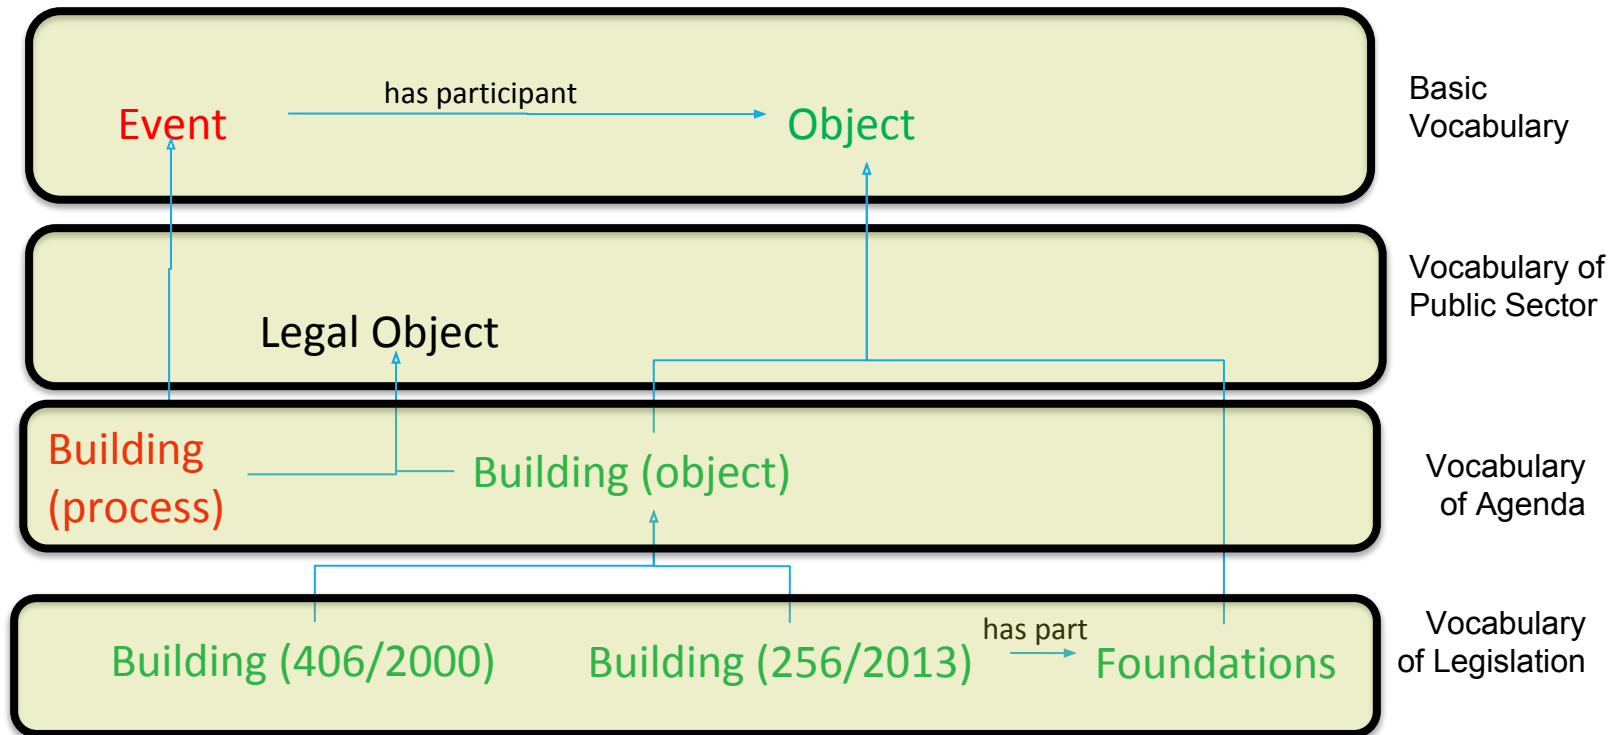 has participant
Event
Object
Basic
Vocabulary
Legal Object
Vocabulary of
Public Sector
Building
(process)
Building (object)
Vocabulary
of Agenda
Building (406/2000)
Building (256/2013)
has part
Foundations
Vocabulary
of Legislation